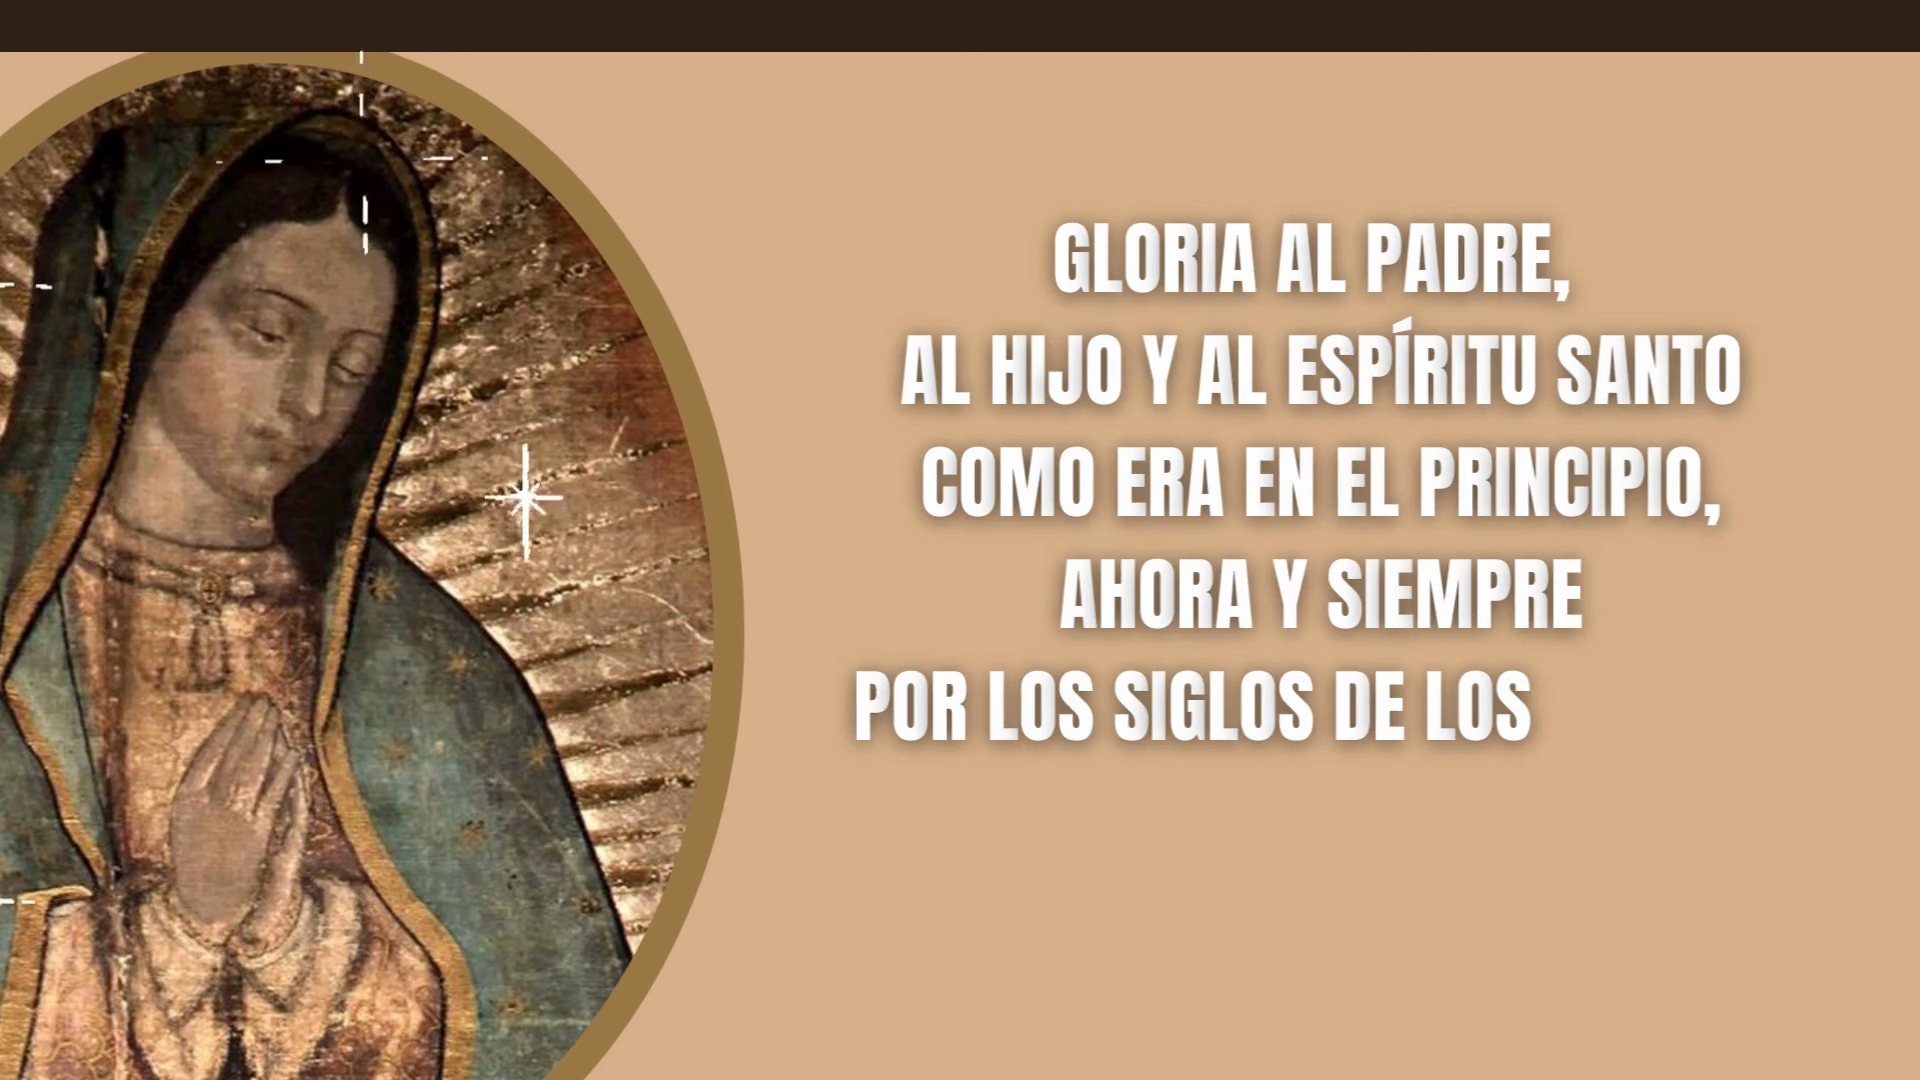 GLORIA AL PADRE,
AL HIJO Y AL ESPÍRITU SANTO
COMO ERA EN EL PRINCIPIO,
AHORA Y SIEMPRE
POR LOS SIGLOS DE LOS